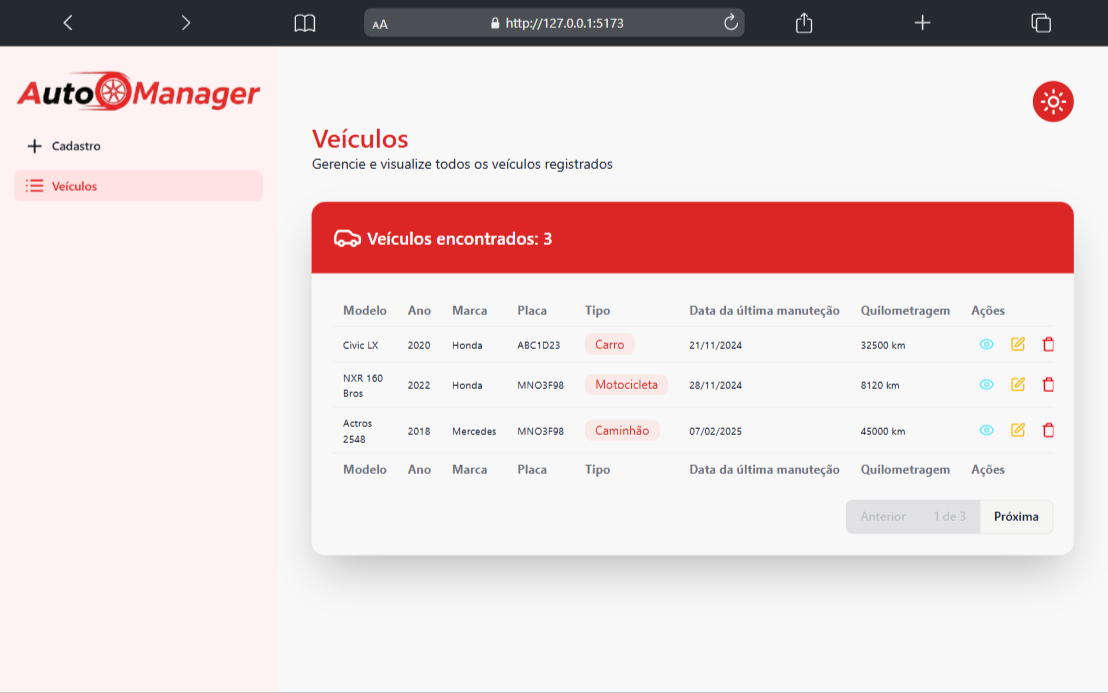 AA http://127.0.0.1:5173
AutoManager
Cadastro
Veículos
Veículos
Gerencie e visualize todos os veículos registrados
Veículos encontrados: 3
Modelo Ano Marca Placa Tipo Data da última manuteção Quilometragem Ações
Civic LX 2020 Honda ABC1D23 Carro 21/11/2024 32500 km
NXR 160 Bros 2022 Honda MNO3F98 Motocicleta 28/11/2024 8120 km
Actros 2548 2018 Mercedes MNO3F98 Caminhão 07/02/2025 45000 km
Modelo Ano Marca Placa Tipo Data da última manuteção Quilometragem Ações
Anterior 1 de 3 Próxima